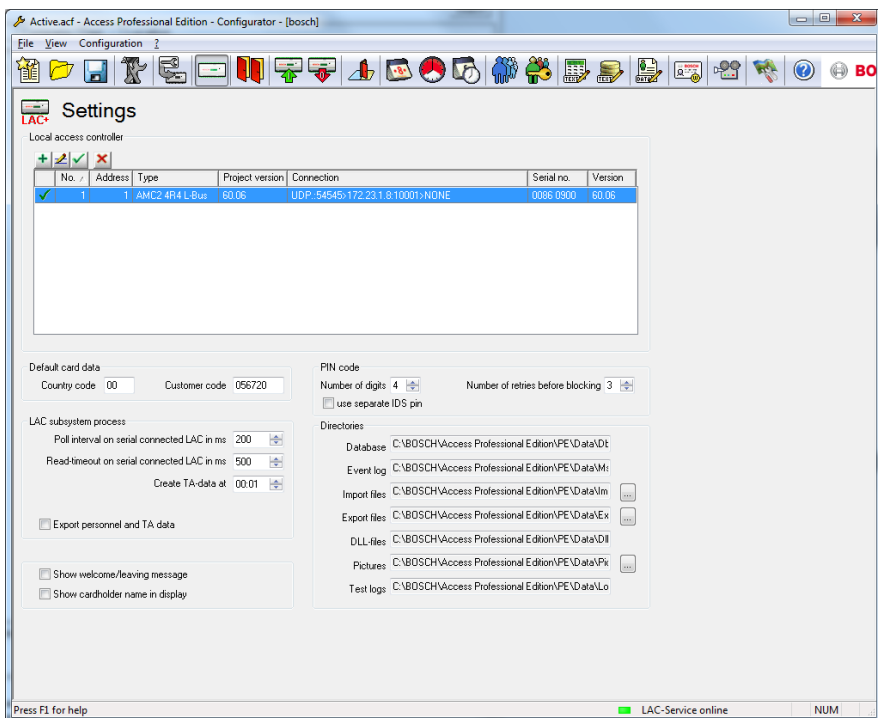 Active.acf - Access Professional Edition - Configurator - [bosch]
File View Configuration ?
BO
LAC+ Settings
Local access controller
No. Address Type Project version Connection Serial no. Version
1 1 AMC2 4R4 L-Bus 60.06 UDP::54545>172.23.1.8:10001>NONE 0086 0900 60.06
Default card data
Country code 00 Customer code 056720
PIN code
Number of digits 4 Number of retries before blocking 3
use separate IDS pin
LAC subsystem process
Poll interval on serial connected LAC in ms 200
Read-timeout on serial connected LAC in ms 500
Create TA-data at 00:01
Export personnel and TA data
Show welcome/leaving message
Show cardholder name in display
Directories
Database C:\BOSCH\Access Professional Edition\PE\Data\Dt
Event log C:\BOSCH\Access Professional Edition\PE\Data\Ms
Import files C:\BOSCH\Access Professional Edition\PE\Data\Im ...
Export files C:\BOSCH\Access Professional Edition\PE\Data\Ex ...
DLL-files C:\BOSCH\Access Professional Edition\PE\Data\Dll
Pictures C:\BOSCH\Access Professional Edition\PE\Data\Pic ...
Test logs C:\BOSCH\Access Professional Edition\PE\Data\Lo
Press F1 for help LAC-Service online NUM